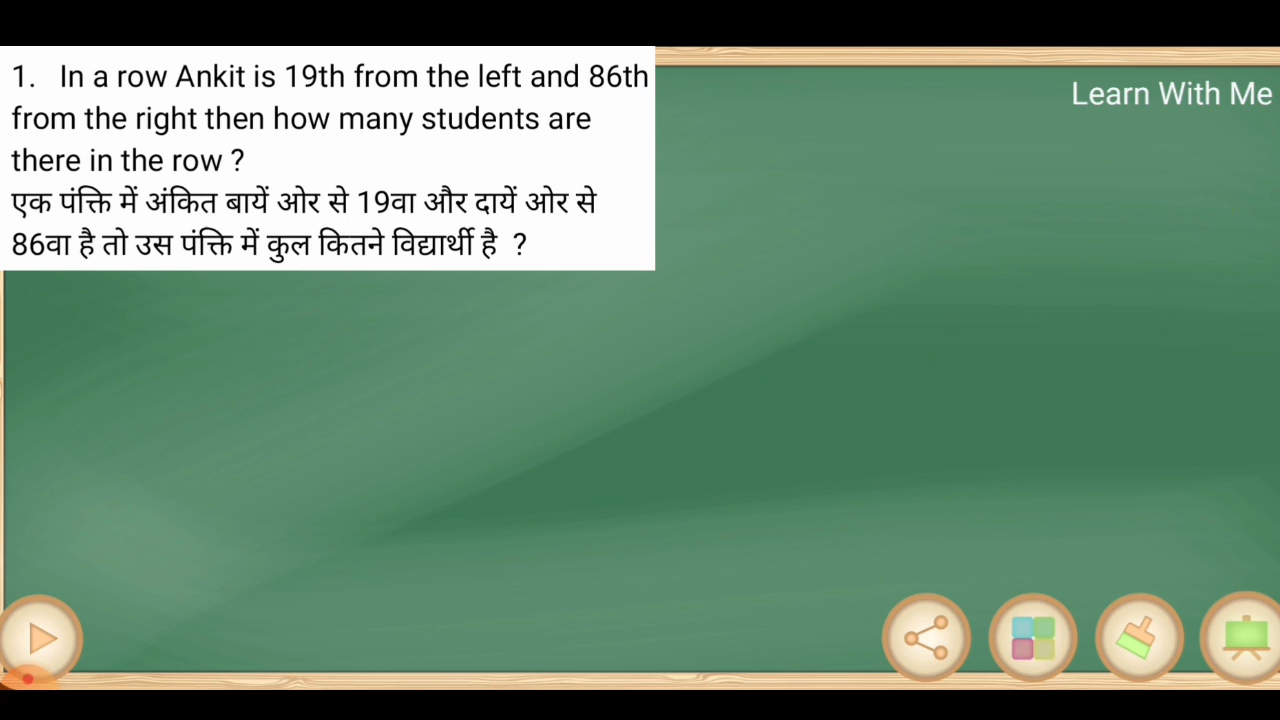 1. In a row Ankit is 19th from the left and 86th
from the right then how many students are
there in the row ?
एक पंक्ति में अंकित बायें ओर से 19वा और दायें ओर से
86वा है तो उस पंक्ति में कुल कितने विद्यार्थी है ?
Learn With Me